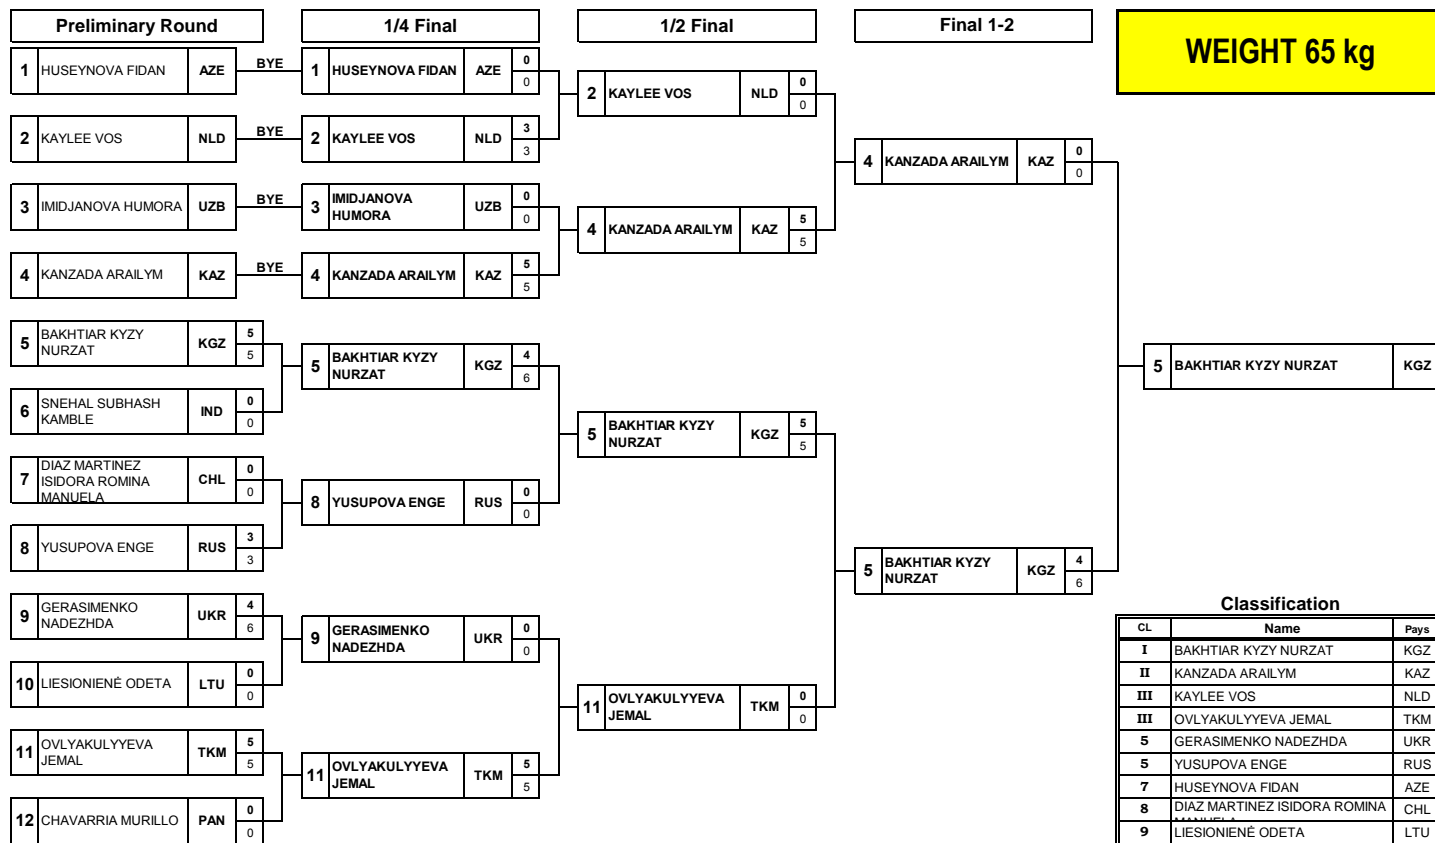 Preliminary Round
1/4 Final
1/2 Final
Final 1-2
WEIGHT 65 kg
1 HUSEYNOVA FIDAN AZE
BYE
1 HUSEYNOVA FIDAN AZE 0
0
2 KAYLEE VOS NLD 0
0
2 KAYLEE VOS NLD
BYE
2 KAYLEE VOS NLD 3
3
4 KANZADA ARAILYM KAZ 0
0
3 IMIDJANOVA HUMORA UZB
BYE
3 IMIDJANOVA
HUMORA UZB 0
0
4 KANZADA ARAILYM KAZ 5
5
4 KANZADA ARAILYM KAZ
BYE
4 KANZADA ARAILYM KAZ 5
5
5 BAKHTIAR KYZY
NURZAT KGZ 5
5
5 BAKHTIAR KYZY
NURZAT KGZ 4
6
5 BAKHTIAR KYZY NURZAT KGZ
6 SNEHAL SUBHASH
KAMBLE IND 0
0
5 BAKHTIAR KYZY
NURZAT KGZ 5
5
7 DIAZ MARTINEZ
ISIDORA ROMINA
MANUELA CHL 0
0
8 YUSUPOVA ENGE RUS 0
0
8 YUSUPOVA ENGE RUS 3
3
5 BAKHTIAR KYZY
NURZAT KGZ 4
6
9 GERASIMENKO
NADEZHDA UKR 4
6
9 GERASIMENKO
NADEZHDA UKR 0
0
10 LIESIONIENĖ ODETA LTU 0
0
11 OVLYAKULYYEVA
JEMAL TKM 0
0
11 OVLYAKULYYEVA
JEMAL TKM 5
5
11 OVLYAKULYYEVA
JEMAL TKM 5
5
12 CHAVARRIA MURILLO PAN 0
0
Classification
CL Name Pays
I BAKHTIAR KYZY NURZAT KGZ
II KANZADA ARAILYM KAZ
III KAYLEE VOS NLD
III OVLYAKULYYEVA JEMAL TKM
5 GERASIMENKO NADEZHDA UKR
5 YUSUPOVA ENGE RUS
7 HUSEYNOVA FIDAN AZE
8 DIAZ MARTINEZ ISIDORA ROMINA CHL
9 LIESIONIENĖ ODETA LTU